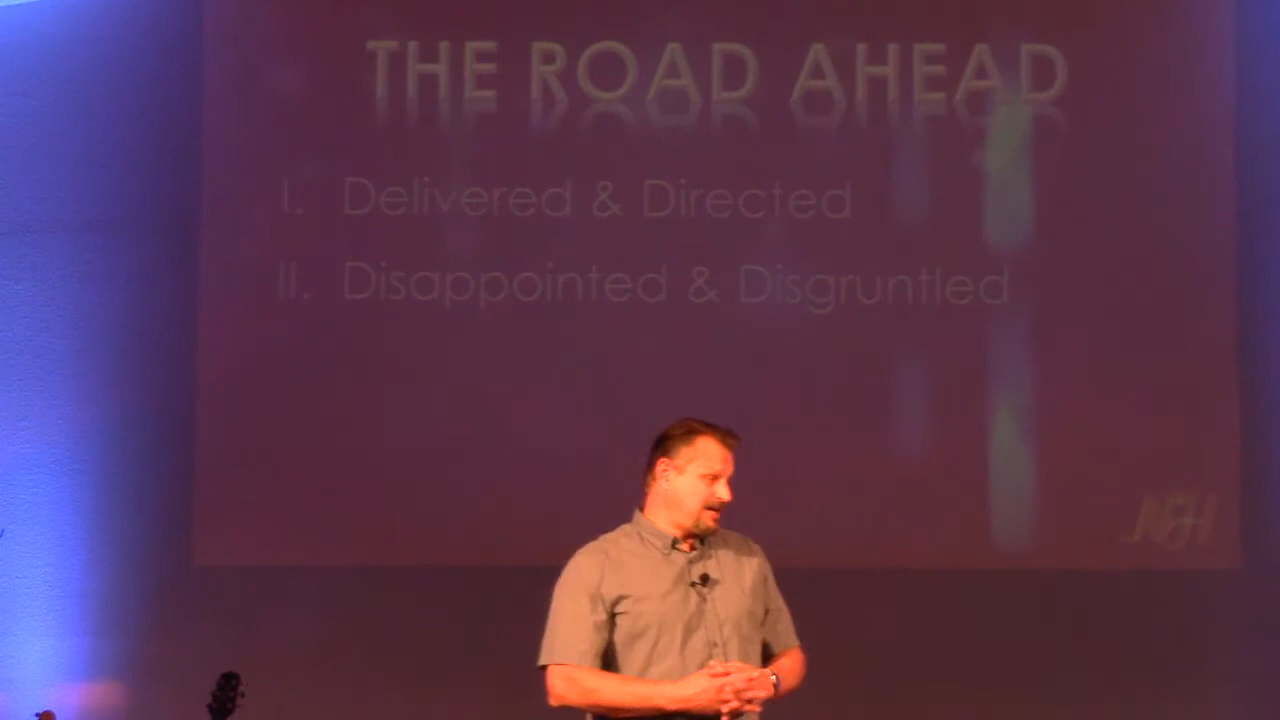 THE ROAD AHEAD
I. Delivered & Directed
II. Disappointed & Disgruntled